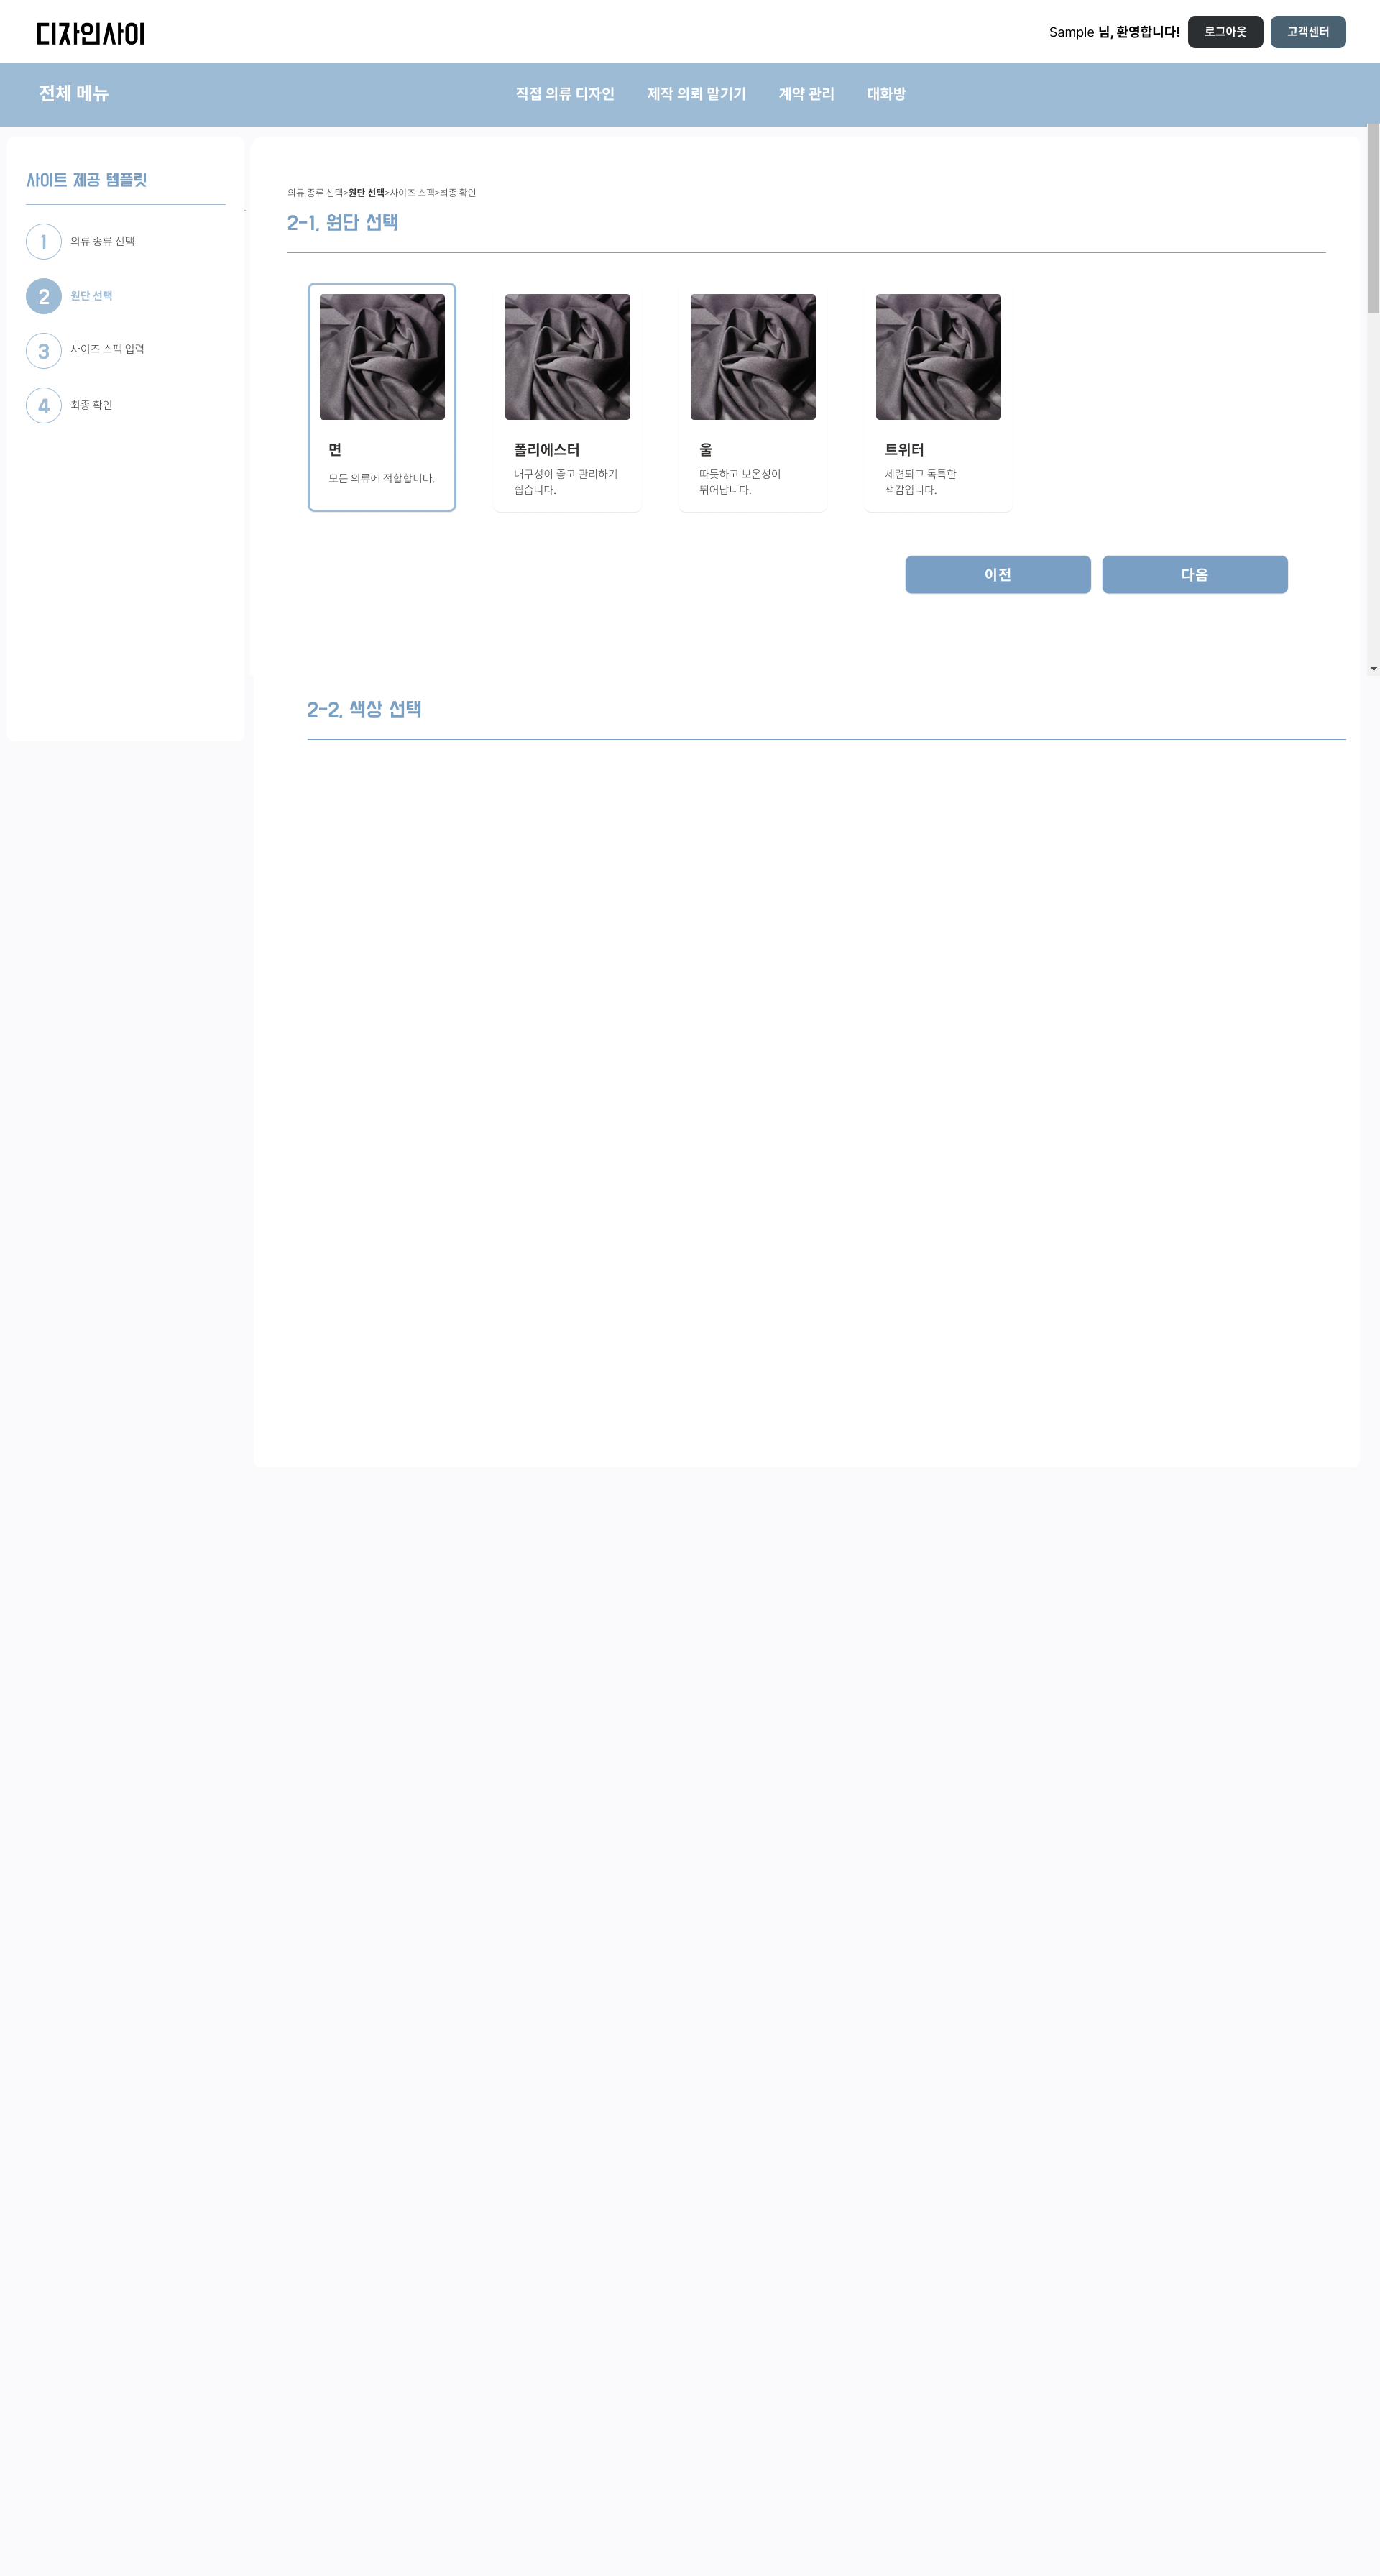 디자인사이
Sample 님, 환영합니다!
로그아웃
고객센터
전체 메뉴
직접 의류 디자인
제작 의뢰 맡기기
계약 관리
대화방
사이트 제공 템플릿
1
의류 종류 선택
2
원단 선택
3
사이즈 스펙 입력
4
최종 확인
의류 종류 선택>원단 선택>사이즈 스펙>최종 확인
2-1. 원단 선택
면
모든 의류에 적합합니다.
폴리에스터
내구성이 좋고 관리하기
쉽습니다.
울
따듯하고 보온성이
뛰어납니다.
트위터
세련되고 독특한
색감입니다.
이전
다음
2-2. 색상 선택